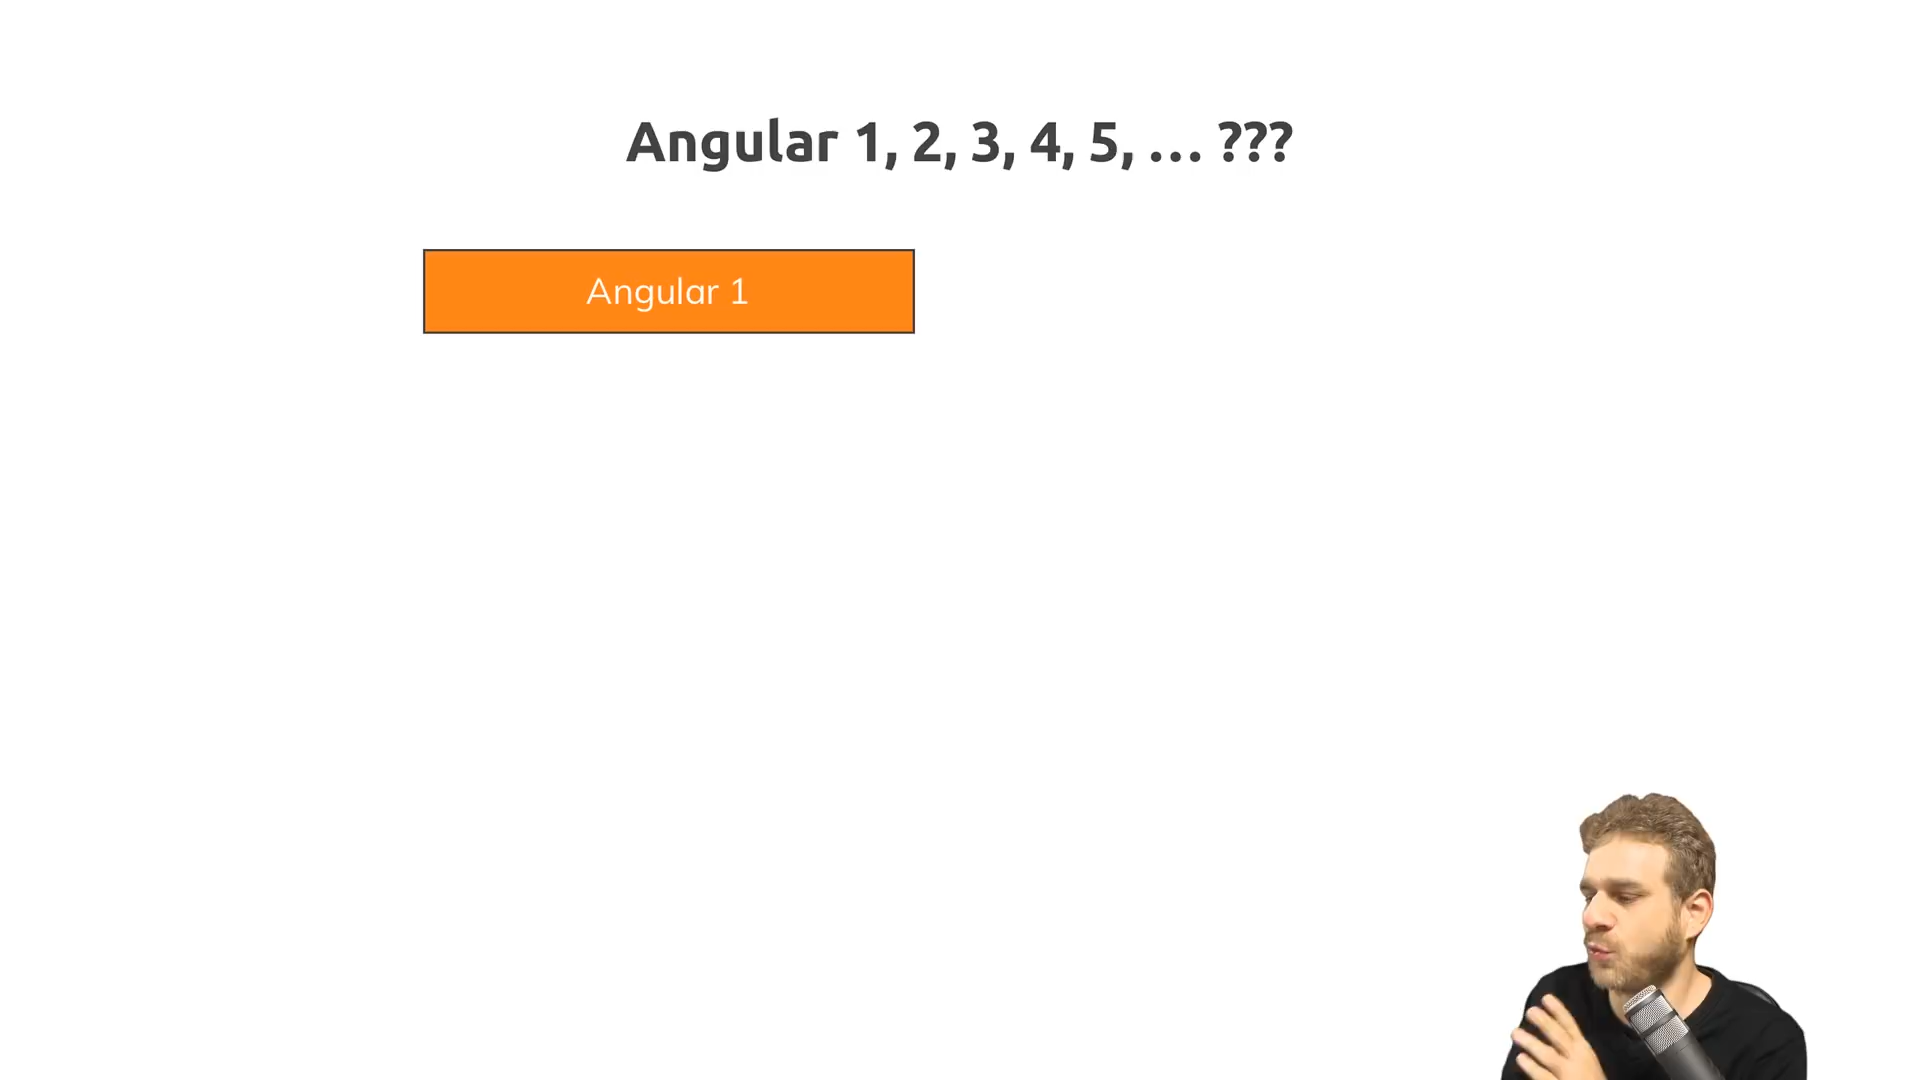 Angular 1, 2, 3, 4, 5, … ???
Angular 1